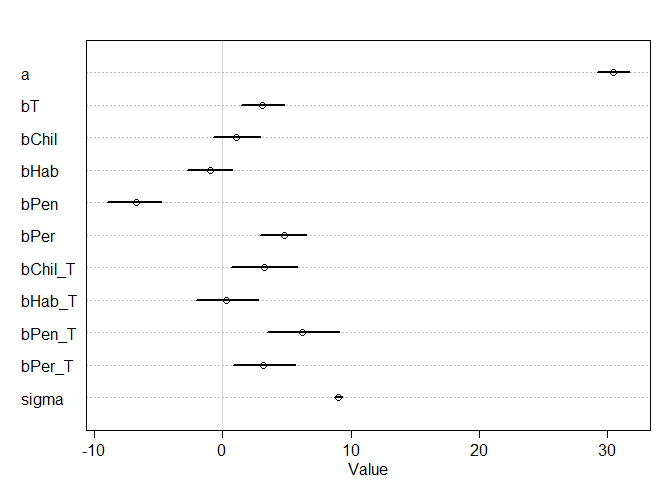 a
bT
bChil
bHab
bPen
bPer
bChil_T
bHab_T
bPen_T
bPer_T
sigma
-10 0 10 20 30
Value